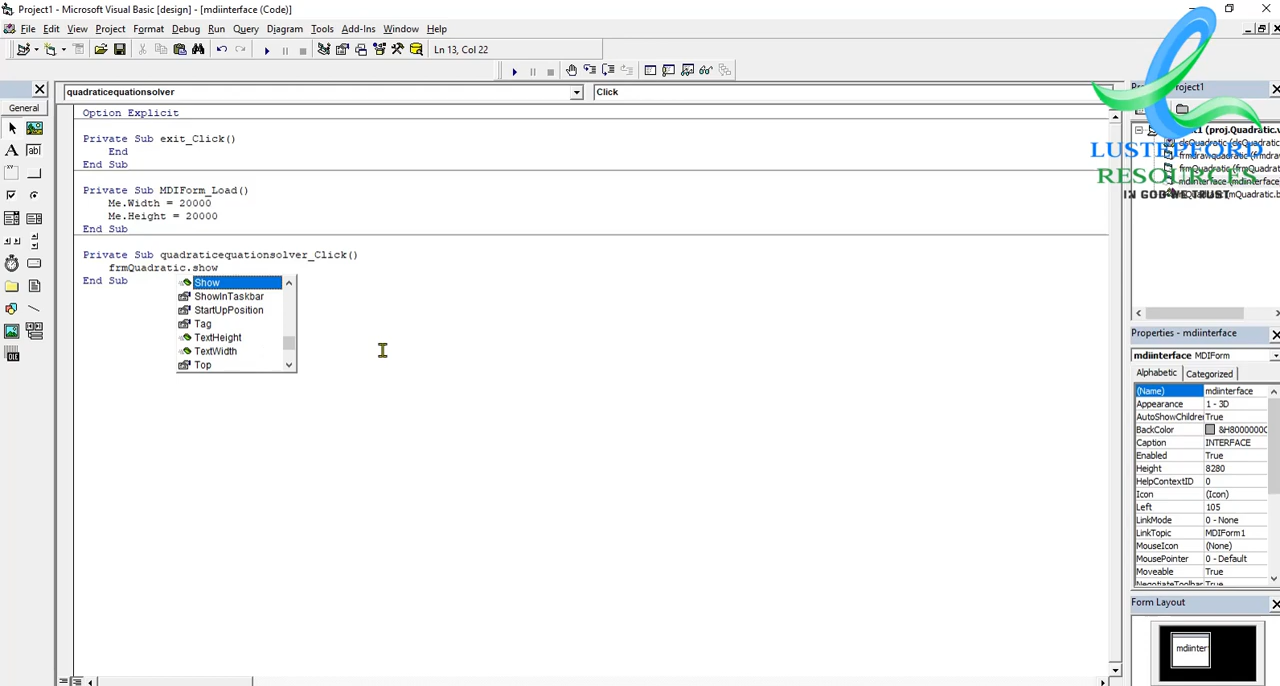 Project1 - Microsoft Visual Basic [design] - [mdiinterface (Code)]
File Edit View Project Format Debug Run Query Diagram Tools Add-Ins Window Help
Ln 13, Col 22
quadraticequationsolver
Click
General
Option Explicit
Private Sub exit_Click()
End
End Sub
Private Sub MDIForm_Load()
Me.Width = 20000
Me.Height = 20000
End Sub
Private Sub quadraticequationsolver_Click()
frmQuadratic.show
End Sub
Show
ShowInTaskbar
StartUpPosition
Tag
TextHeight
TextWidth
Top
LUSTEPFORD
RESOURCES
IN GOD WE TRUST
Properties - mdiinterface
mdiinterface MDIForm
Alphabetic Categorized
(Name) mdiinterface
Appearance 1 - 3D
AutoShowChildre True
BackColor &H8000000C
Caption INTERFACE
Enabled True
Height 8280
HelpContextID 0
Icon (Icon)
Left 105
LinkMode 0 - None
LinkTopic MDIForm1
MouseIcon (None)
MousePointer 0 - Default
Moveable True
NegotiateToolbar True
Form Layout
mdiinter